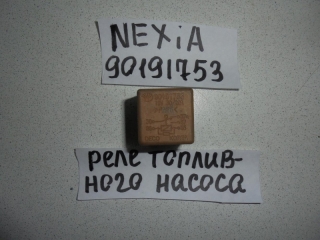 NEXiA
90191753
реле топлив-
ного насоса